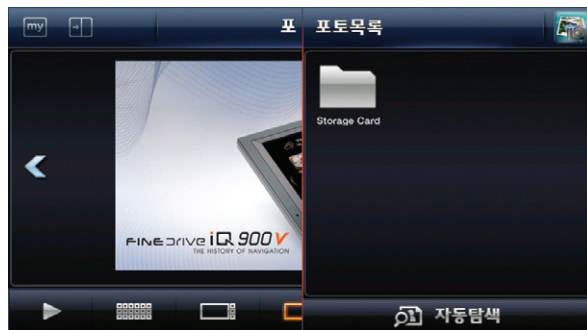 my
포
포토목록
Storage Card
FINE DRIVE iQ 900 V
THE HISTORY OF NAVIGATION
자동탐색